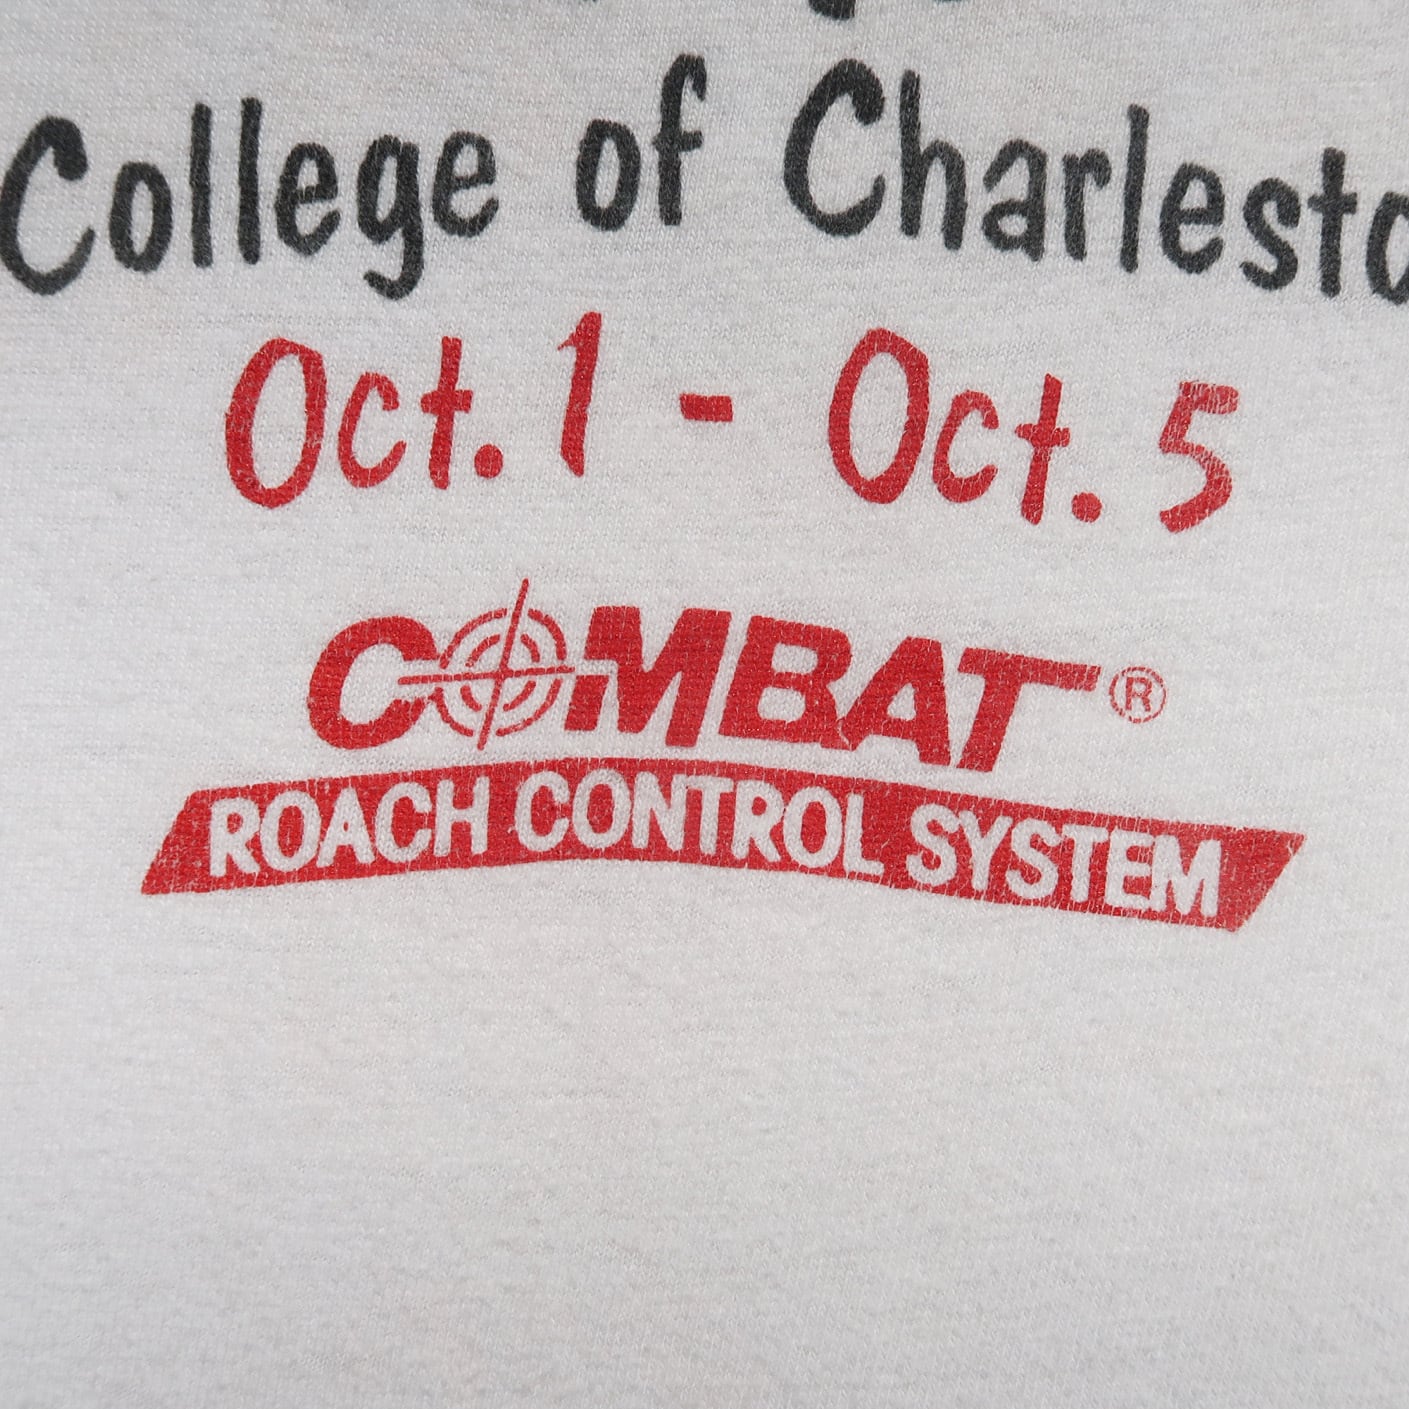 College of Charlesto
Oct. 1 - Oct. 5
COMBAT®
ROACH CONTROL SYSTEM